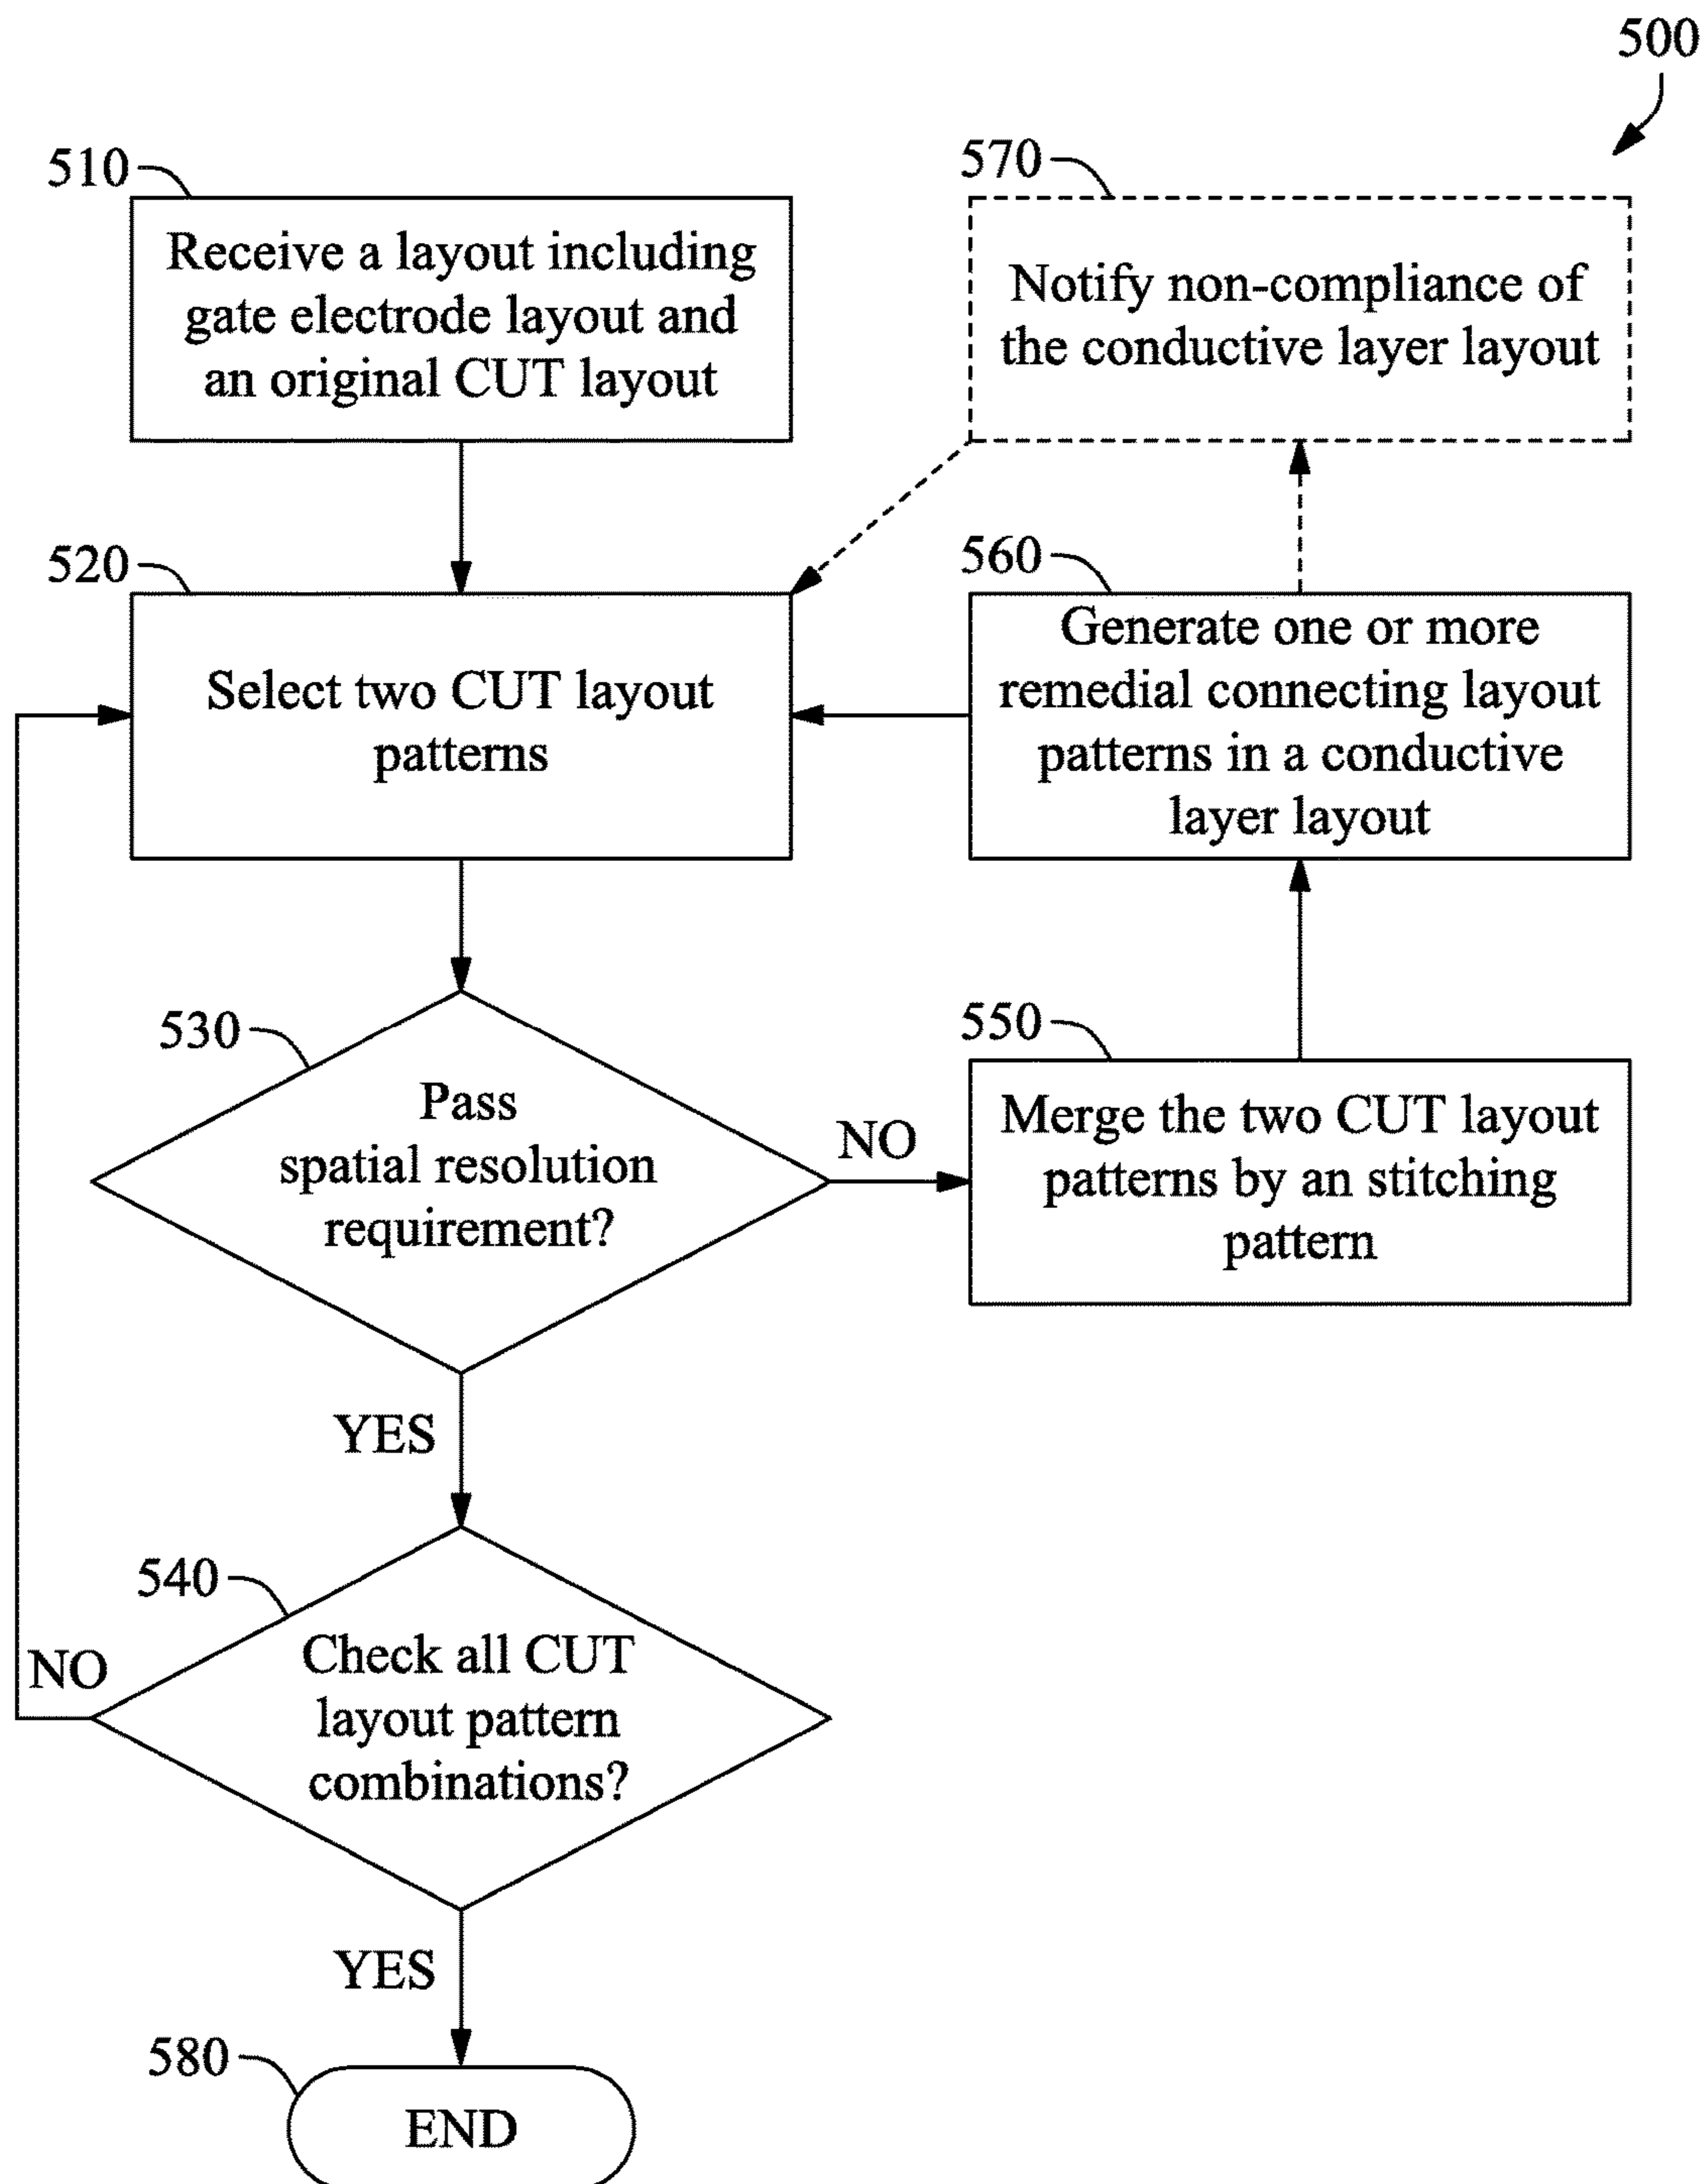 500
510
Receive a layout including
gate electrode layout and
an original CUT layout
570
Notify non-compliance of
the conductive layer layout
520
Select two CUT layout
patterns
560
Generate one or more
remedial connecting layout
patterns in a conductive
layer layout
530
Pass
spatial resolution
requirement?
NO
550
Merge the two CUT layout
patterns by an stitching
pattern
YES
540
Check all CUT
layout pattern
combinations?
NO
YES
580
END